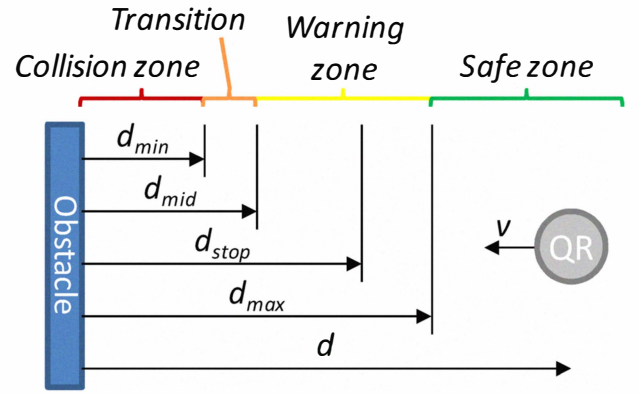 Transition
Warning
zone
Collision zone
Safe zone
d_min
d_mid
d_stop
d_max
d
Obstacle
v
QR